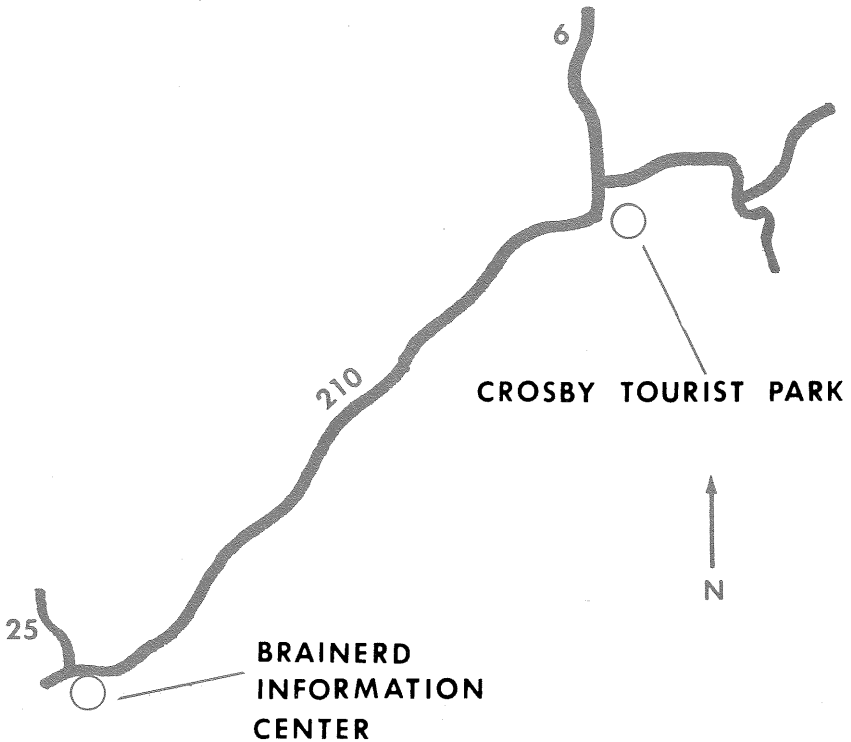 6
210
CROSBY TOURIST PARK
N
25
BRAINERD
INFORMATION
CENTER